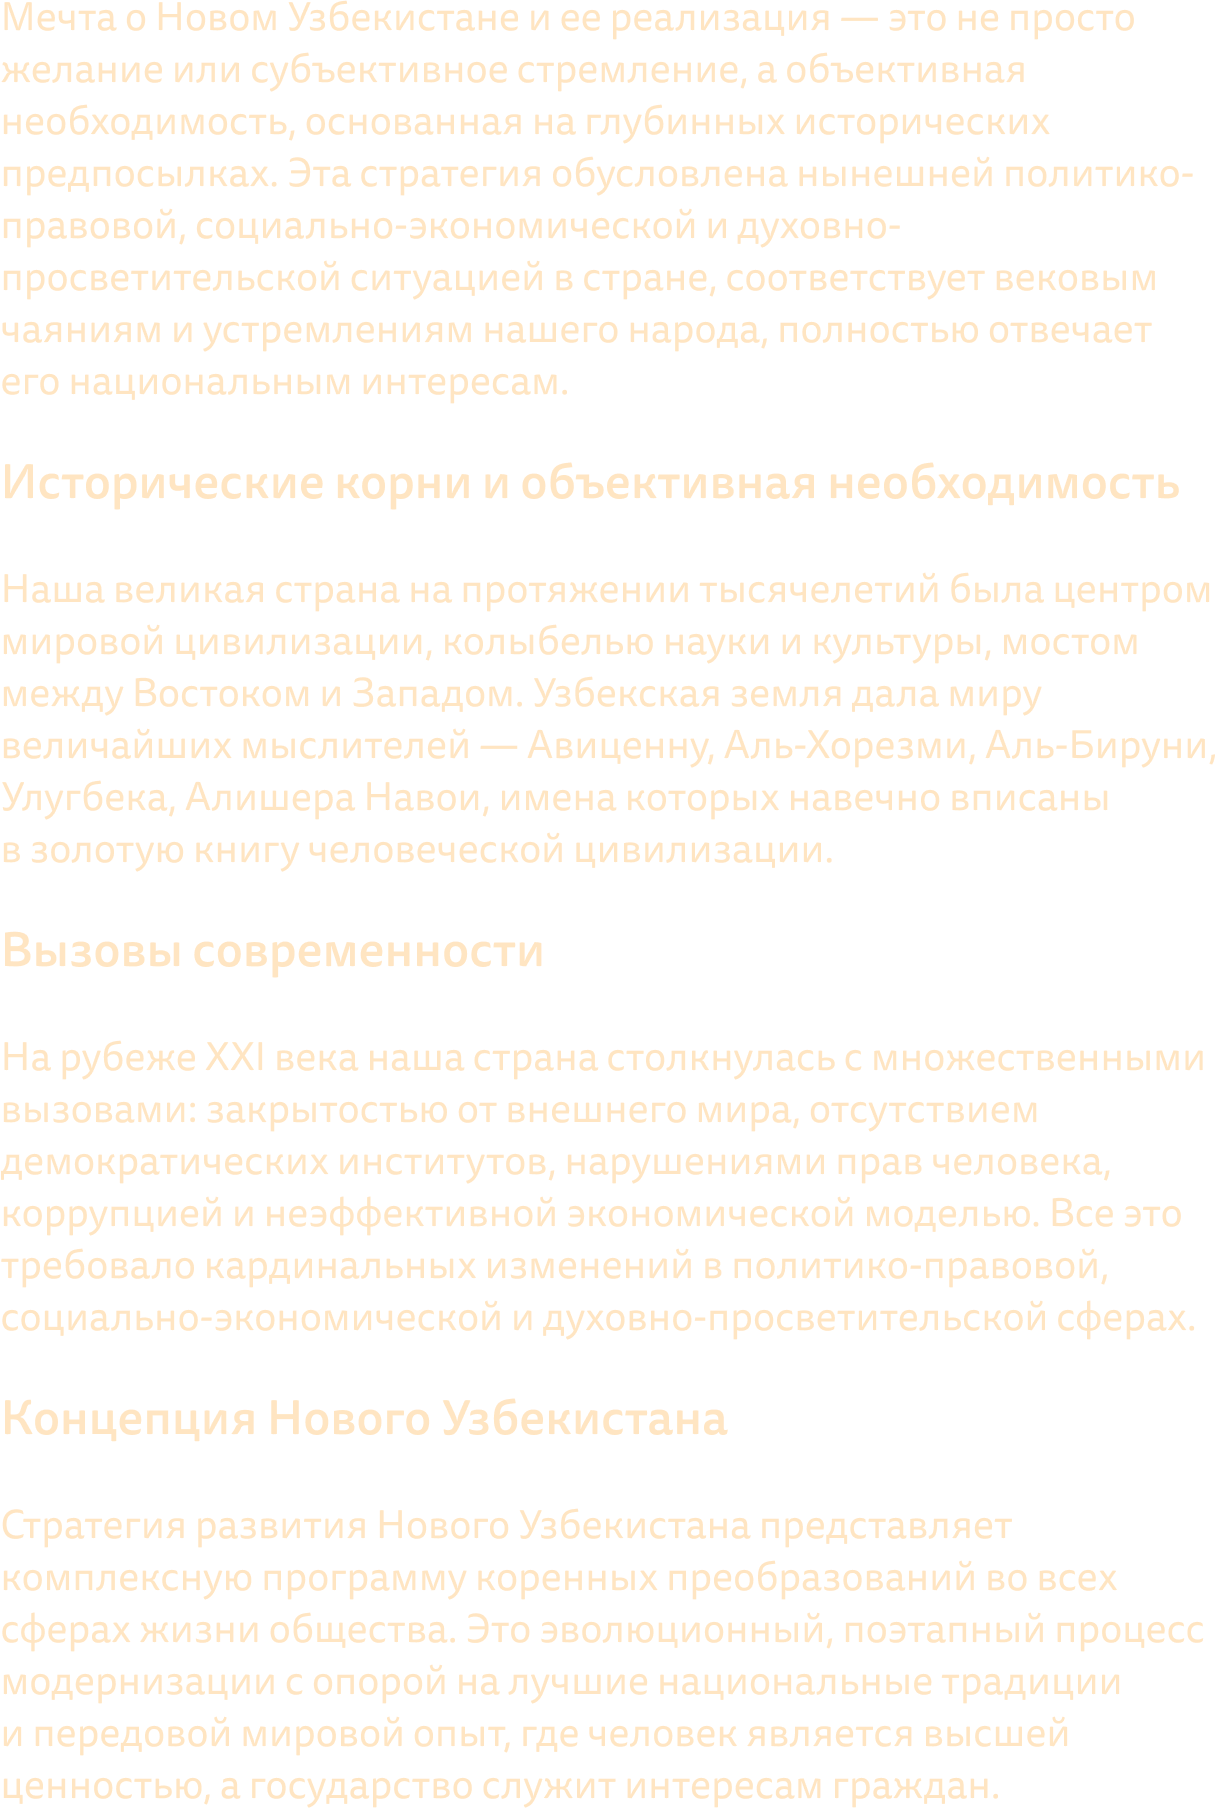 Мечта о Новом Узбекистане и ее реализация — это не просто
желание или субъективное стремление, а объективная
необходимость, основанная на глубинных исторических
предпосылках. Эта стратегия обусловлена нынешней политико-
правовой, социально-экономической и духовно-
просветительской ситуацией в стране, соответствует вековым
чаяниям и устремлениям нашего народа, полностью отвечает
его национальным интересам.
Исторические корни и объективная необходимость
Наша великая страна на протяжении тысячелетий была центром
мировой цивилизации, колыбелью науки и культуры, мостом
между Востоком и Западом. Узбекская земля дала миру
величайших мыслителей — Авиценну, Аль-Хорезми, Аль-Бируни,
Улугбека, Алишера Навои, имена которых навечно вписаны
в золотую книгу человеческой цивилизации.
Вызовы современности
На рубеже XXI века наша страна столкнулась с множественными
вызовами: закрытостью от внешнего мира, отсутствием
демократических институтов, нарушениями прав человека,
коррупцией и неэффективной экономической моделью. Все это
требовало кардинальных изменений в политико-правовой,
социально-экономической и духовно-просветительской сферах.
Концепция Нового Узбекистана
Стратегия развития Нового Узбекистана представляет
комплексную программу коренных преобразований во всех
сферах жизни общества. Это эволюционный, поэтапный процесс
модернизации с опорой на лучшие национальные традиции
и передовой мировой опыт, где человек является высшей
ценностью, а государство служит интересам граждан.